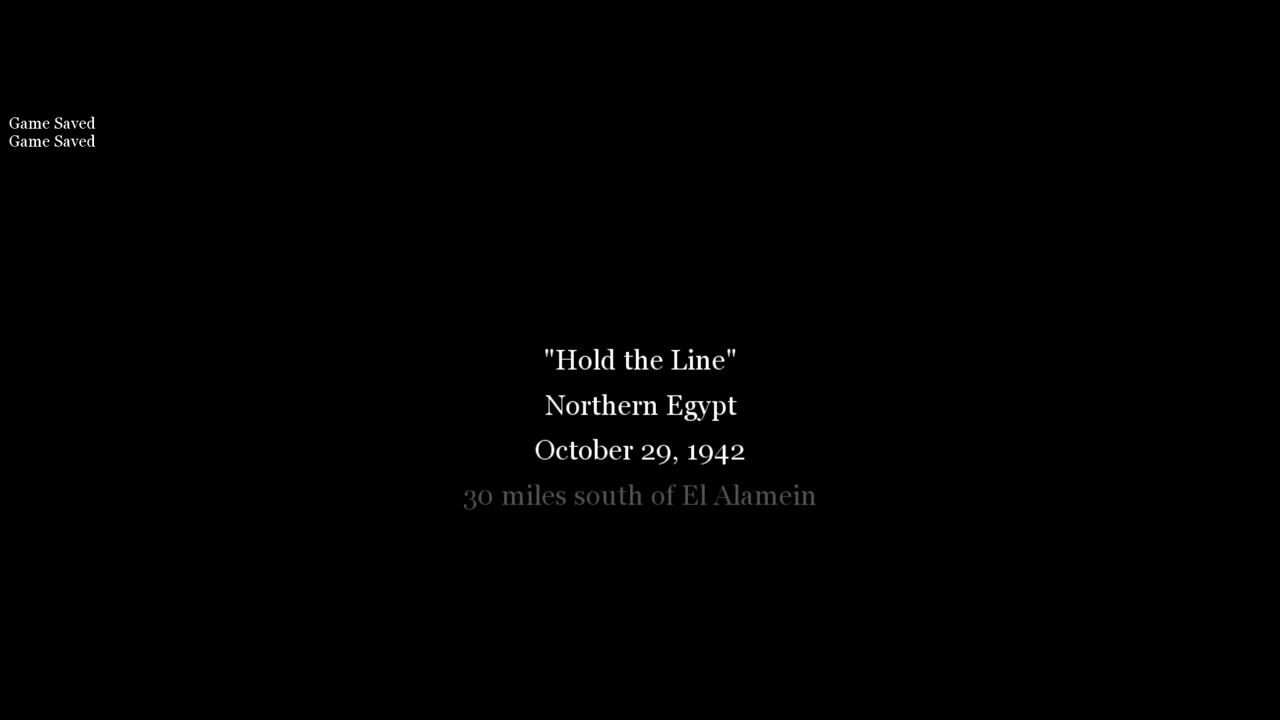 Game Saved
Game Saved
"Hold the Line"
Northern Egypt
October 29, 1942
30 miles south of El Alamein